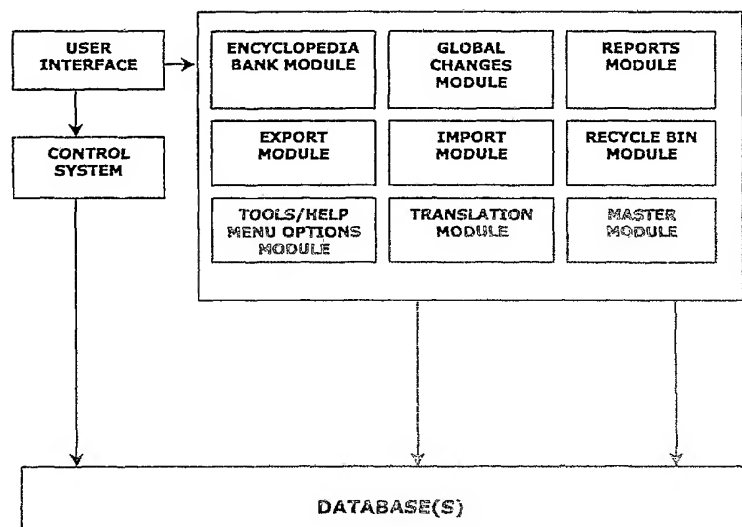 USER
INTERFACE
ENCYCLOPEDIA
BANK MODULE
GLOBAL
CHANGES
MODULE
REPORTS
MODULE
CONTROL
SYSTEM
EXPORT
MODULE
IMPORT
MODULE
RECYCLE BIN
MODULE
TOOLS/HELP
MENU OPTIONS
MODULE
TRANSLATION
MODULE
MASTER
MODULE
DATABASE(S)